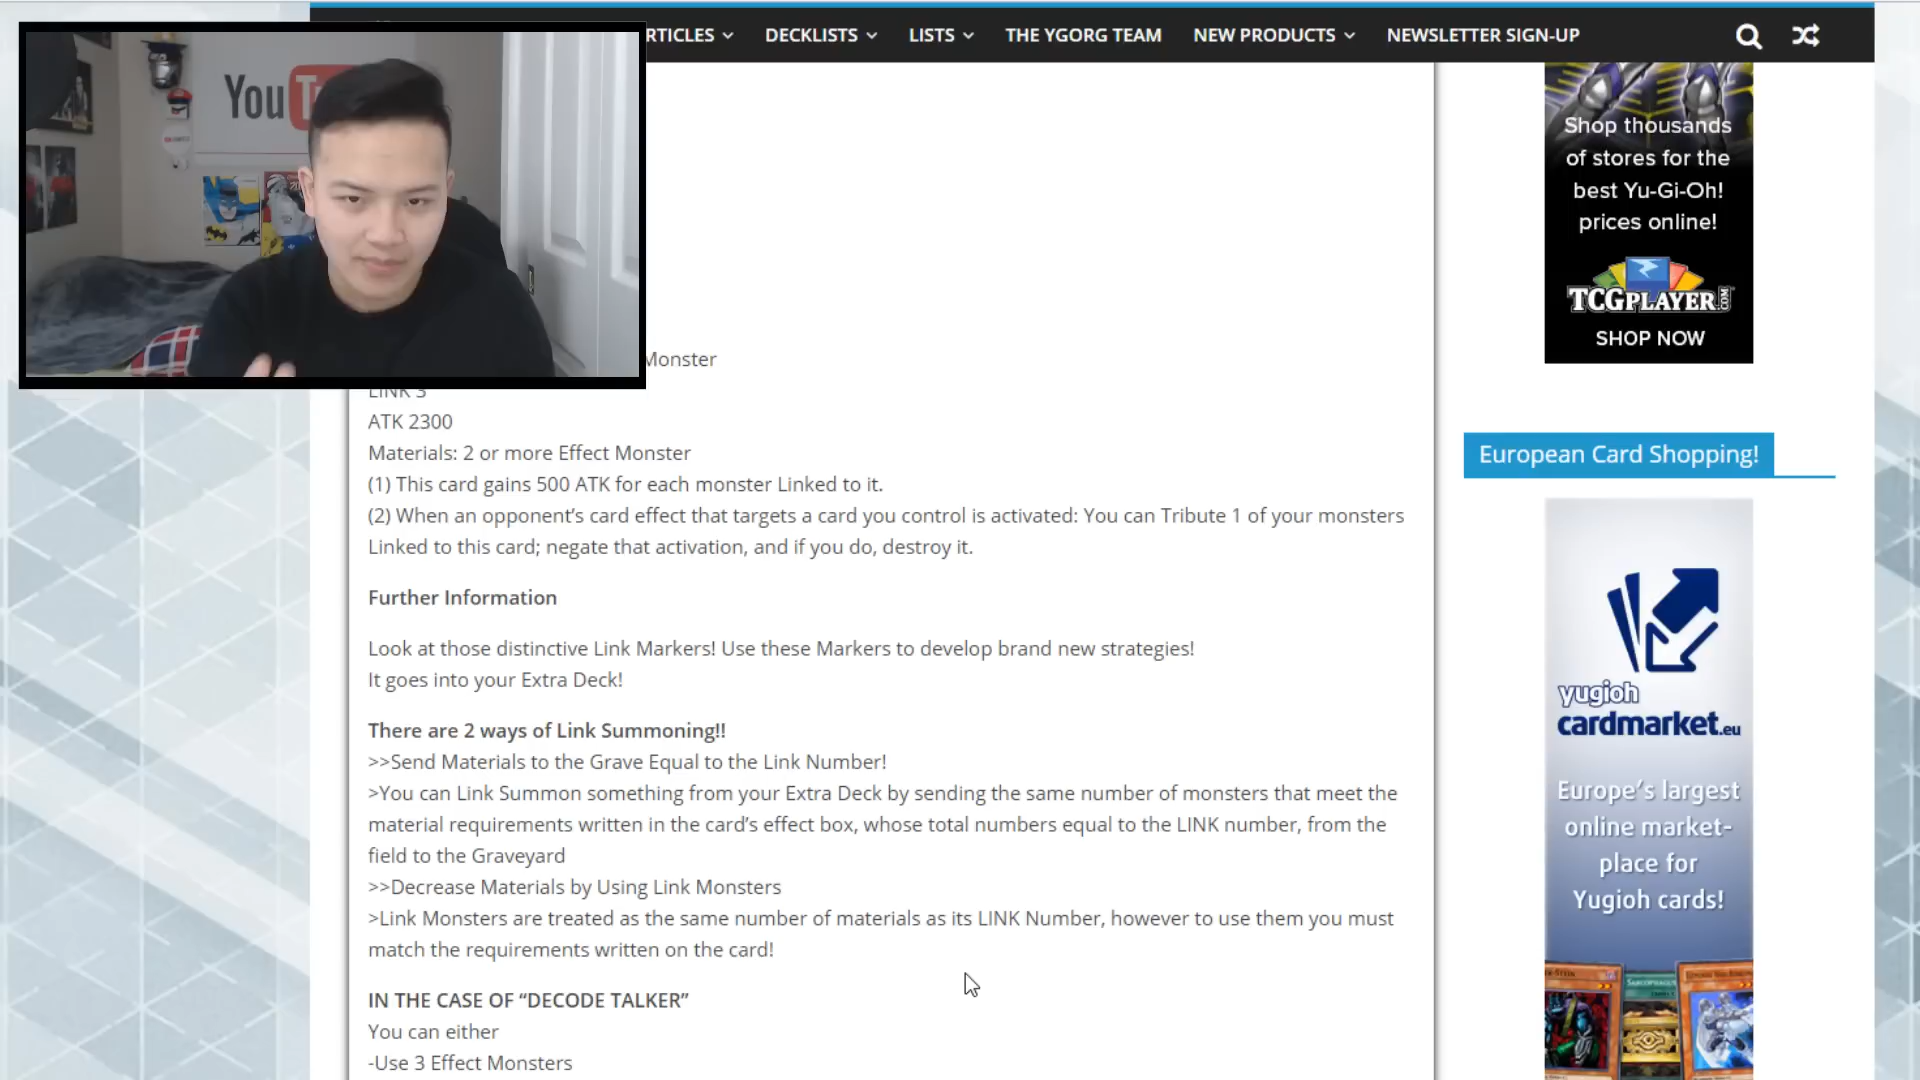 RTICLES
DECKLISTS
LISTS
THE YGORG TEAM
NEW PRODUCTS
NEWSLETTER SIGN-UP
You
Monster
LINK 3
ATK 2300
Materials: 2 or more Effect Monster
(1) This card gains 500 ATK for each monster Linked to it.
(2) When an opponent’s card effect that targets a card you control is activated: You can Tribute 1 of your monsters
Linked to this card; negate that activation, and if you do, destroy it.
Further Information
Look at those distinctive Link Markers! Use these Markers to develop brand new strategies!
It goes into your Extra Deck!
There are 2 ways of Link Summoning!!
>>Send Materials to the Grave Equal to the Link Number!
>You can Link Summon something from your Extra Deck by sending the same number of monsters that meet the
material requirements written in the card’s effect box, whose total numbers equal to the LINK number, from the
field to the Graveyard
>>Decrease Materials by Using Link Monsters
>Link Monsters are treated as the same number of materials as its LINK Number, however to use them you must
match the requirements written on the card!
IN THE CASE OF “DECODE TALKER”
You can either
-Use 3 Effect Monsters
Shop thousands
of stores for the
best Yu-Gi-Oh!
prices online!
TCGPLAYER.COM
SHOP NOW
European Card Shopping!
yugioh
cardmarket.eu
Europe’s largest
online market-
place for
Yugioh cards!